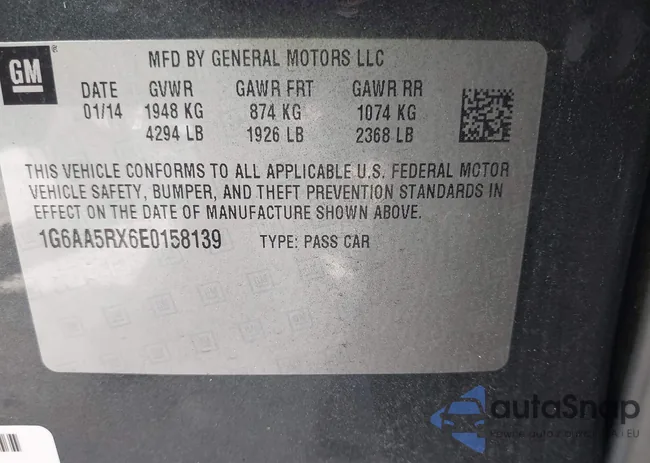 GM
®
MFD BY GENERAL MOTORS LLC
DATE GVWR GAWR FRT GAWR RR
01/14 1948 KG 874 KG 1074 KG
4294 LB 1926 LB 2368 LB
THIS VEHICLE CONFORMS TO ALL APPLICABLE U.S. FEDERAL MOTOR
VEHICLE SAFETY, BUMPER, AND THEFT PREVENTION STANDARDS IN
EFFECT ON THE DATE OF MANUFACTURE SHOWN ABOVE.
1G6AA5RX6E0158139 TYPE: PASS CAR
autoSnap